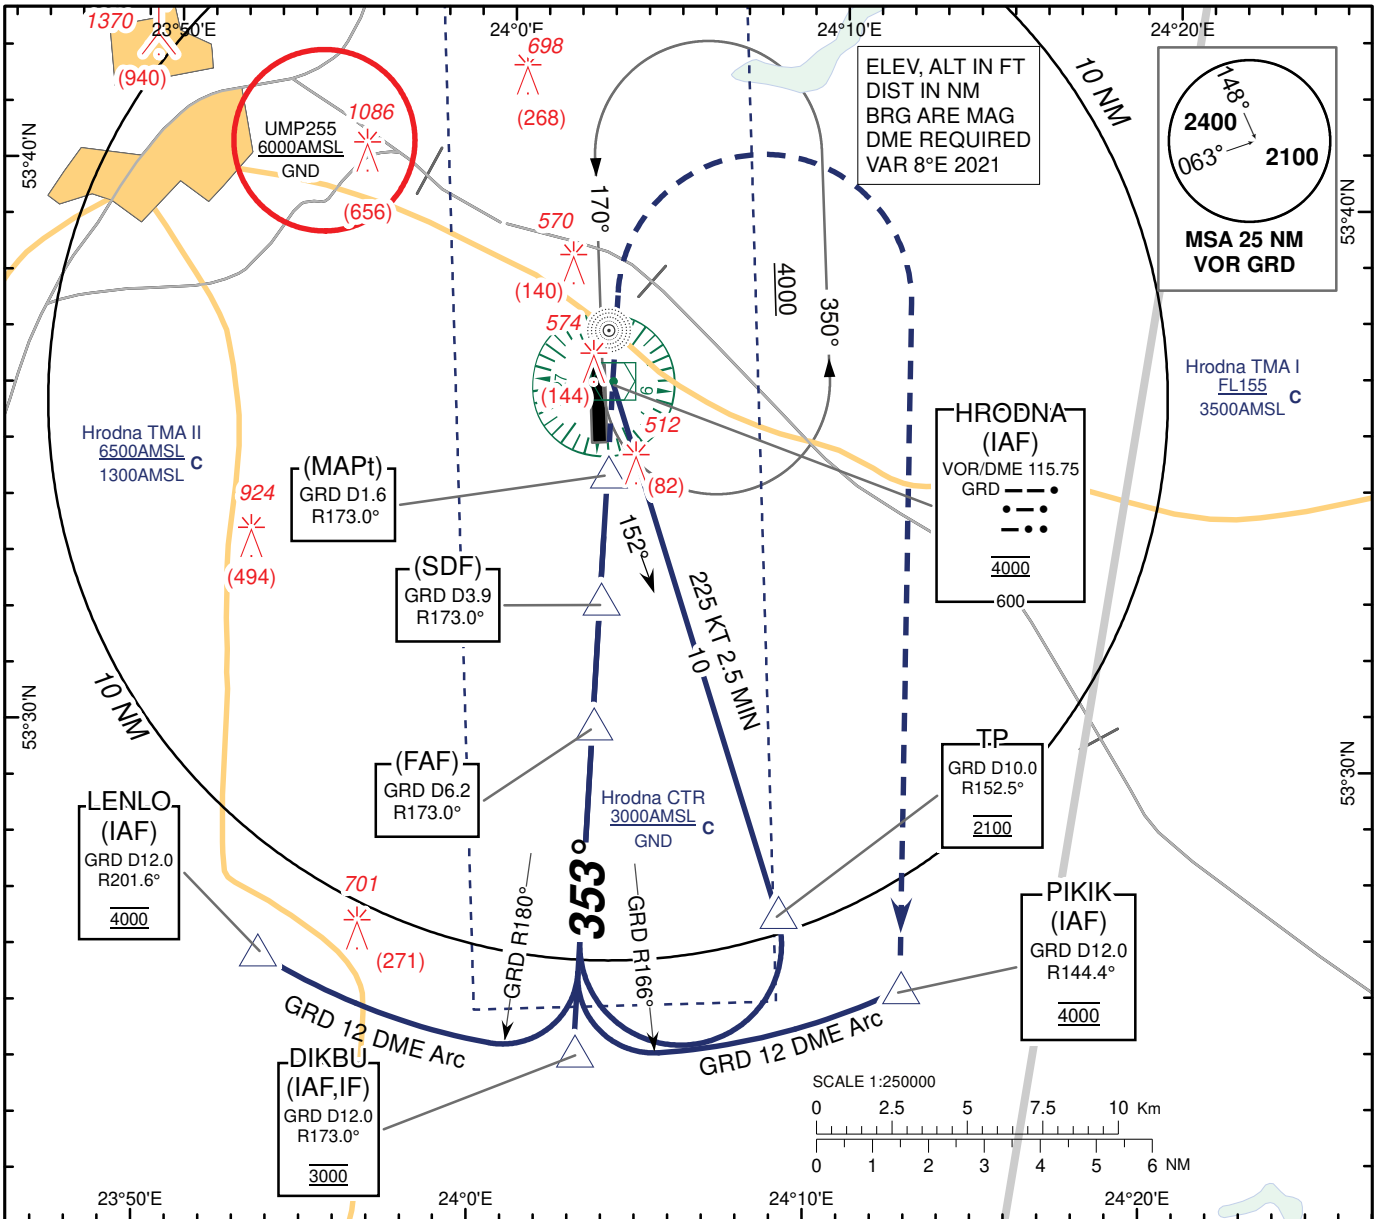 1370
23°50'E
24°0'E
24°10'E
24°20'E
(940)
698
(268)
1086
UMP255
6000AMSL
GND
(656)
ELEV, ALT IN FT
DIST IN NM
BRG ARE MAG
DME REQUIRED
VAR 8°E 2021
10 NM
148°
2400
063°
2100
MSA 25 NM
VOR GRD
53°40'N
53°40'N
170°
570
(140)
4000
350°
574
(144)
9
512
(82)
Hrodna TMA I
FL155
3500AMSL
C
Hrodna TMA II
6500AMSL
1300AMSL
C
HRODNA
(IAF)
VOR/DME 115.75
GRD
4000
600
(MAPt)
GRD D1.6
R173.0°
924
(494)
152°
(SDF)
GRD D3.9
R173.0°
225 KT 2.5 MIN
10
10 NM
53°30'N
53°30'N
(FAF)
GRD D6.2
R173.0°
TP
GRD D10.0
R152.5°
2100
Hrodna CTR
3000AMSL
GND
C
LENLO
(IAF)
GRD D12.0
R201.6°
4000
353°
701
(271)
GRD R180°
GRD R166°
PIKIK
(IAF)
GRD D12.0
R144.4°
4000
GRD 12 DME Arc
GRD 12 DME Arc
DIKBU
(IAF,IF)
GRD D12.0
R173.0°
3000
SCALE 1:250000
0 2.5 5 7.5 10 Km
0 1 2 3 4 5 6 NM
23°50'E
24°0'E
24°10'E
24°20'E